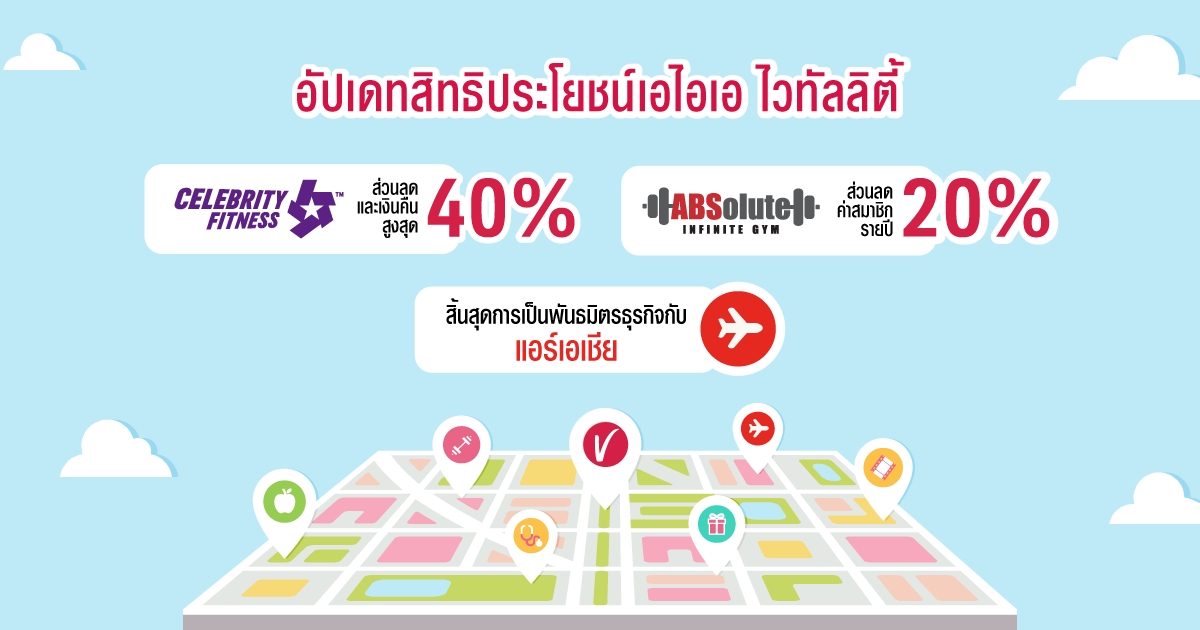 อัปเดทสิทธิประโยชน์เอไอเอ ไวทัลลิตี้
CELEBRITY FITNESS™
ส่วนลด
และเงินคืน
สูงสุด
40%
ABSolute
INFINITE GYM
ส่วนลด
ค่าสมาชิก
รายปี
20%
สิ้นสุดการเป็นพันธมิตรธุรกิจกับ
แอร์เอเชีย
V